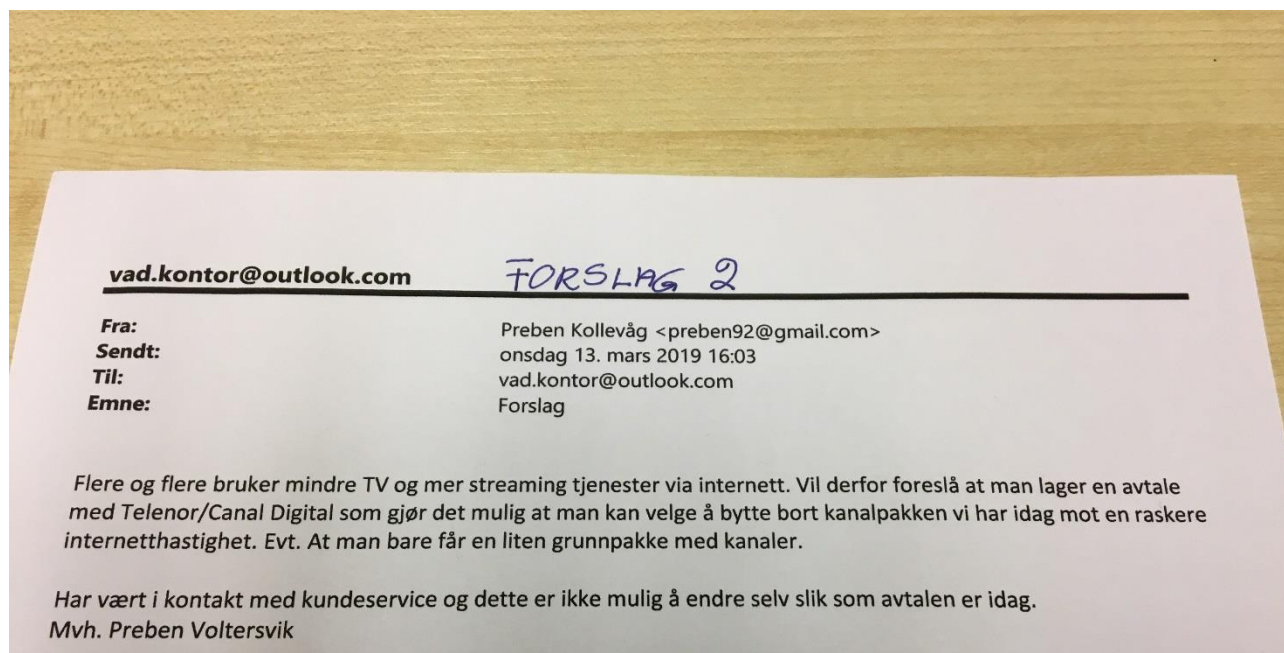 vad.kontor@outlook.com FORSLAG 2
Fra: Preben Kollevåg <preben92@gmail.com>
Sendt: onsdag 13. mars 2019 16:03
Til: vad.kontor@outlook.com
Emne: Forslag
Flere og flere bruker mindre TV og mer streaming tjenester via internett. Vil derfor foreslå at man lager en avtale
med Telenor/Canal Digital som gjør det mulig at man kan velge å bytte bort kanalpakken vi har idag mot en raskere
internetthastighet. Evt. At man bare får en liten grunnpakke med kanaler.
Har vært i kontakt med kundeservice og dette er ikke mulig å endre selv slik som avtalen er idag.
Mvh. Preben Voltersvik